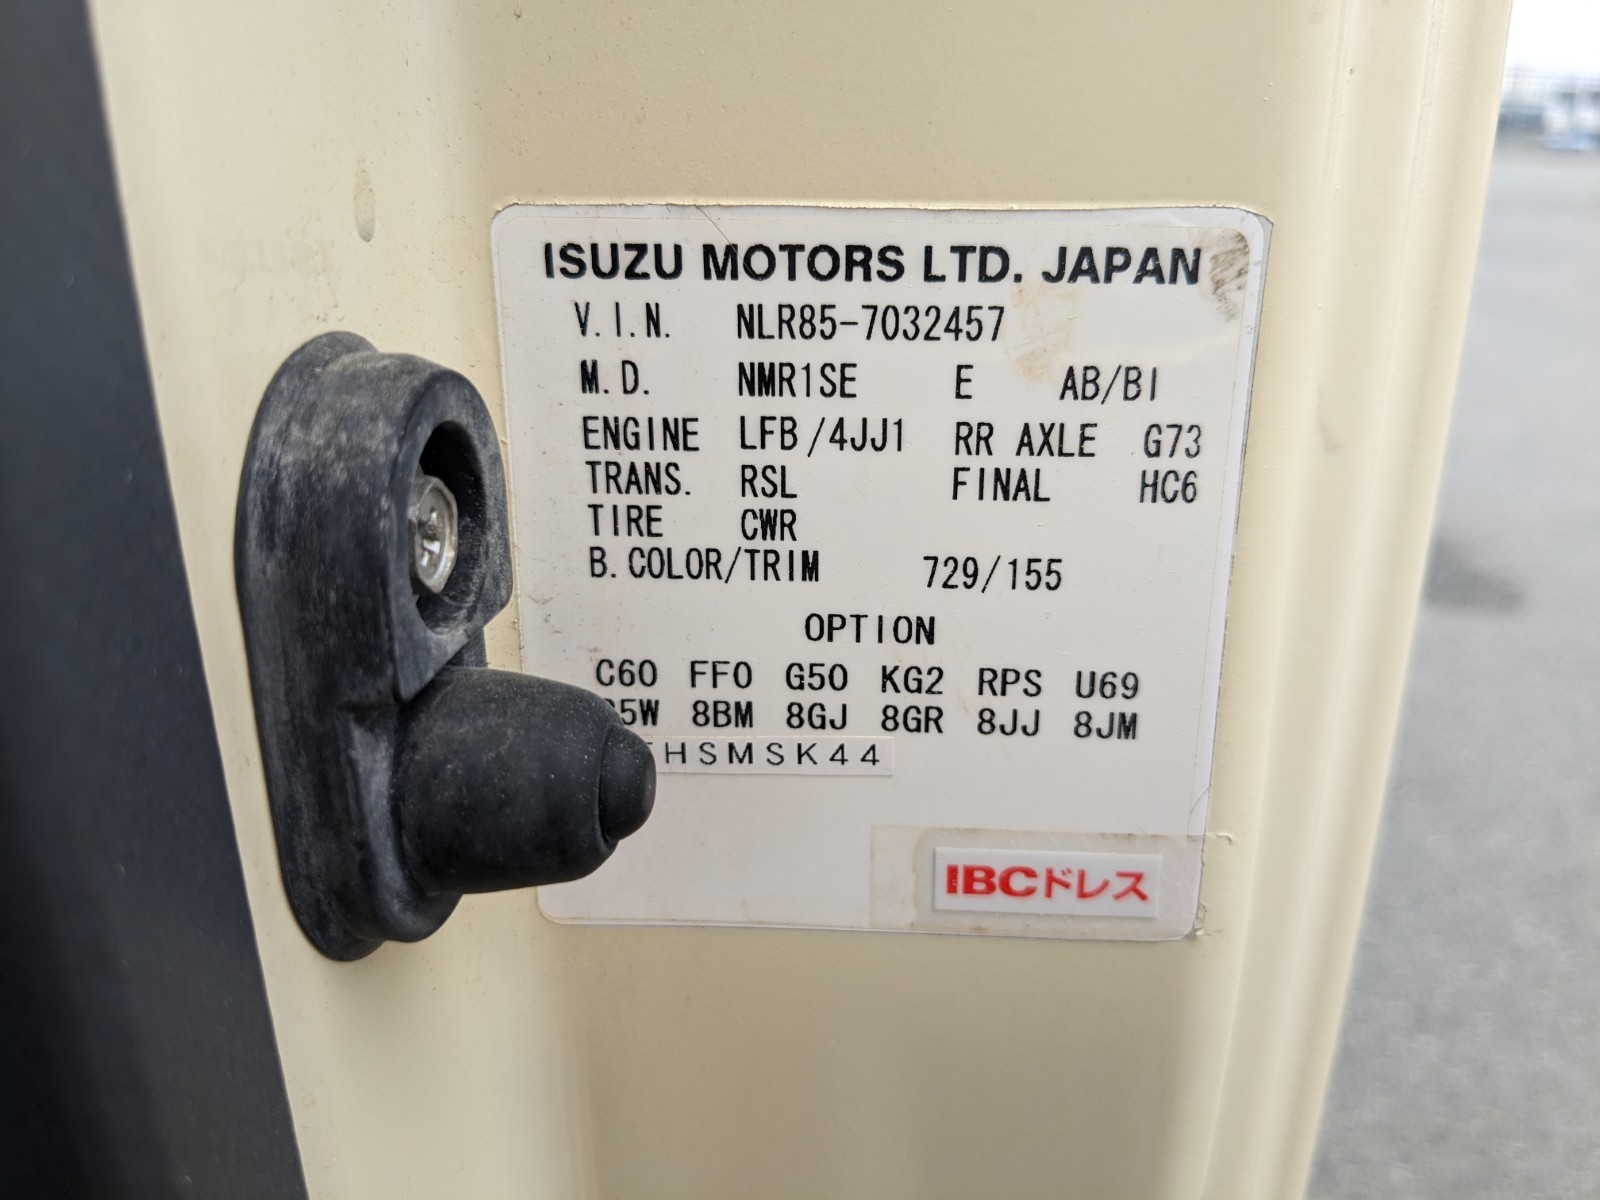 ISUZU MOTORS LTD. JAPAN
V.I.N. NLR85-7032457
M.D. NMR1SE E AB/BI
ENGINE LFB/4JJ1 RR AXLE G73
TRANS. RSL FINAL HC6
TIRE CWR
B.COLOR/TRIM 729/155
OPTION
C60 FF0 G50 KG2 RPS U69
8BM 8GJ 8GR 8JJ 8JM
IBCドレス